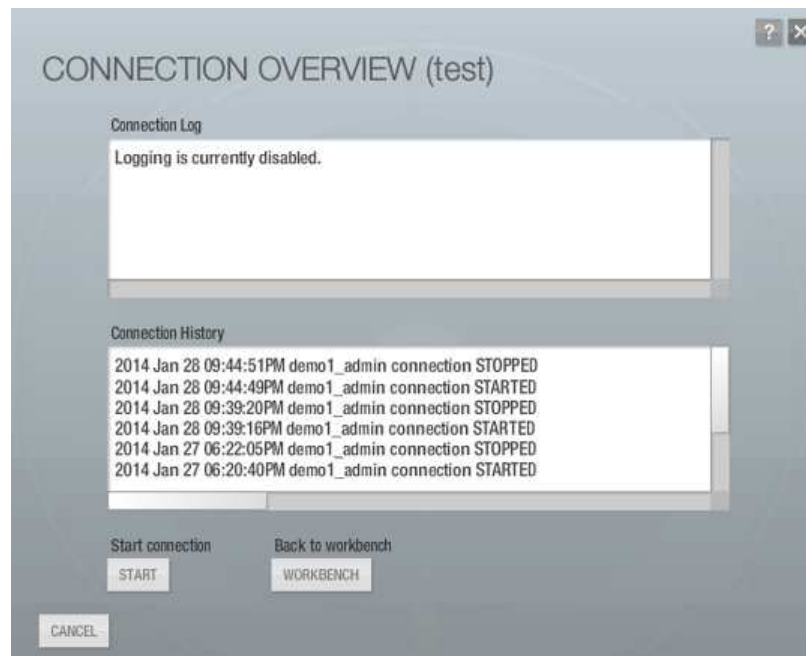 ?
CONNECTION OVERVIEW (test)
Connection Log
Logging is currently disabled.
Connection History
2014 Jan 28 09:44:51PM demo1_admin connection STOPPED
2014 Jan 28 09:44:49PM demo1_admin connection STARTED
2014 Jan 28 09:39:20PM demo1_admin connection STOPPED
2014 Jan 28 09:39:16PM demo1_admin connection STARTED
2014 Jan 27 06:22:05PM demo1_admin connection STOPPED
2014 Jan 27 06:20:40PM demo1_admin connection STARTED
Start connection Back to workbench
START WORKBENCH
CANCEL